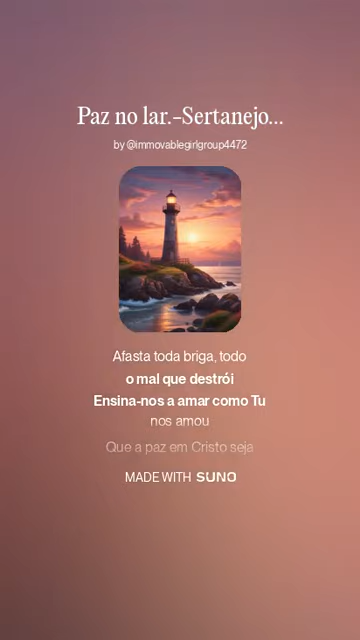 Paz no lar.-Sertanejo...
by @immovablegirlgroup4472
Afasta toda briga, todo
o mal que destrói
Ensina-nos a amar como Tu
nos amou
Que a paz em Cristo seja
MADE WITH SUNO